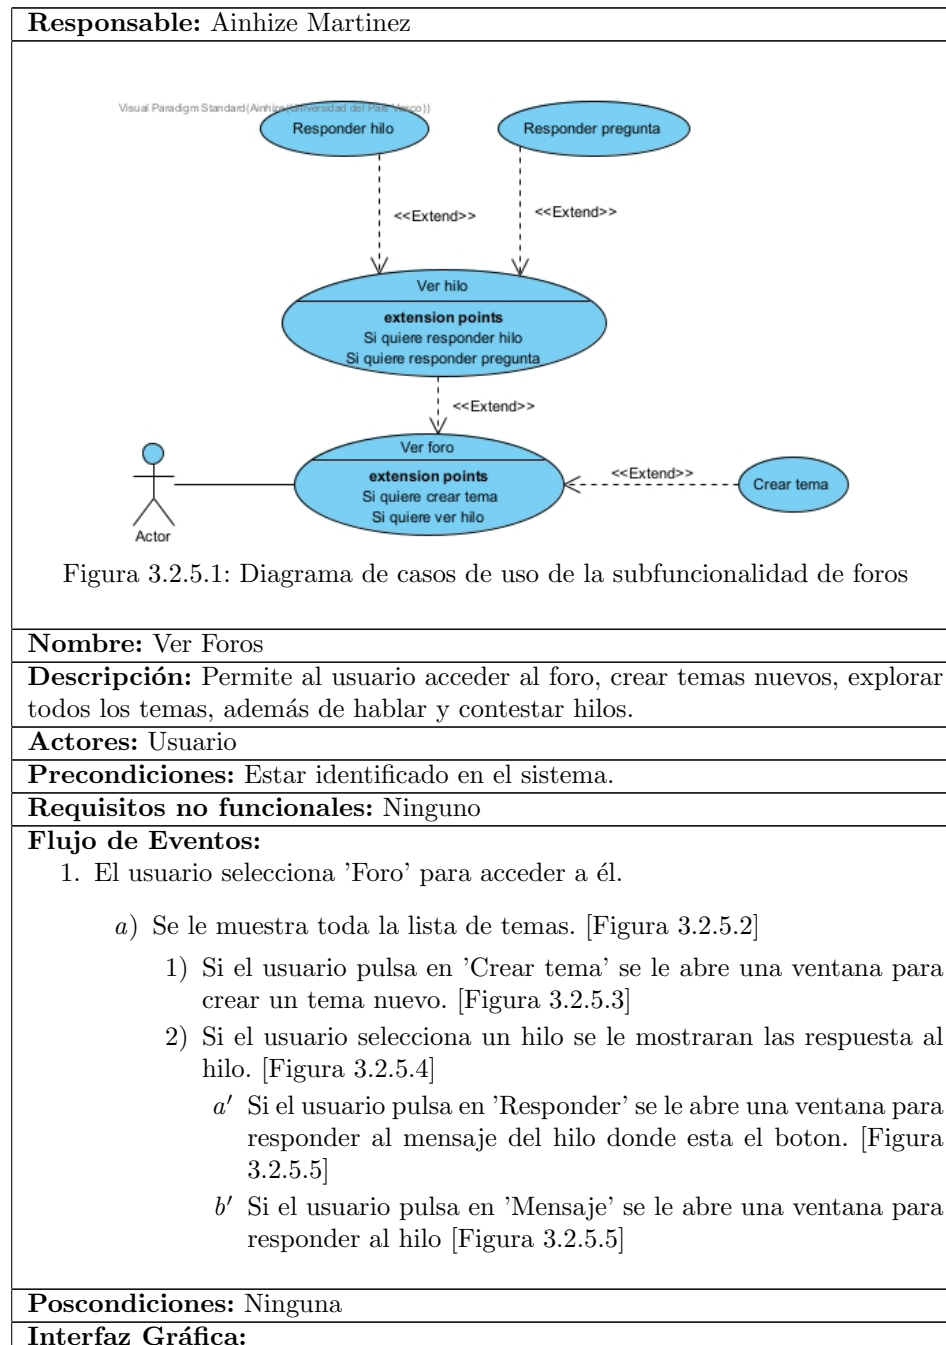 Responsable: Ainhize Martinez
Visual Paradigm Standard(Ainhize(Universidad del Pais Vasco))
Responder hilo
Responder pregunta
<<Extend>>
<<Extend>>
Ver hilo
extension points
Si quiere responder hilo
Si quiere responder pregunta
<<Extend>>
Ver foro
extension points
Si quiere crear tema
Si quiere ver hilo
<<Extend>>
Crear tema
Actor
Figura 3.2.5.1: Diagrama de casos de uso de la subfuncionalidad de foros
Nombre: Ver Foros
Descripción: Permite al usuario acceder al foro, crear temas nuevos, explorar
todos los temas, además de hablar y contestar hilos.
Actores: Usuario
Precondiciones: Estar identificado en el sistema.
Requisitos no funcionales: Ninguno
Flujo de Eventos:
1. El usuario selecciona 'Foro' para acceder a él.
a) Se le muestra toda la lista de temas. [Figura 3.2.5.2]
1) Si el usuario pulsa en 'Crear tema' se le abre una ventana para
crear un tema nuevo. [Figura 3.2.5.3]
2) Si el usuario selecciona un hilo se le mostraran las respuesta al
hilo. [Figura 3.2.5.4]
a′ Si el usuario pulsa en 'Responder' se le abre una ventana para
responder al mensaje del hilo donde esta el boton. [Figura
3.2.5.5]
b′ Si el usuario pulsa en 'Mensaje' se le abre una ventana para
responder al hilo [Figura 3.2.5.5]
Poscondiciones: Ninguna
Interfaz Gráfica: